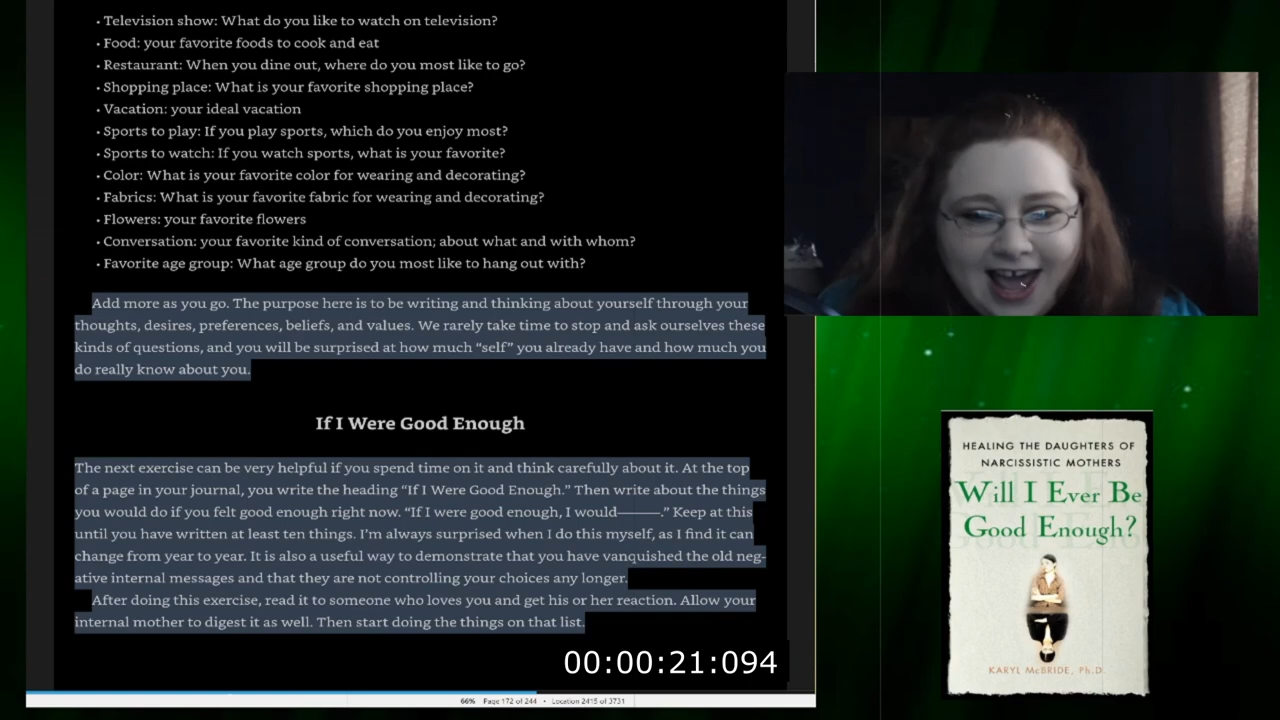 • Television show: What do you like to watch on television?
• Food: your favorite foods to cook and eat
• Restaurant: When you dine out, where do you most like to go?
• Shopping place: What is your favorite shopping place?
• Vacation: your ideal vacation
• Sports to play: If you play sports, which do you enjoy most?
• Sports to watch: If you watch sports, what is your favorite?
• Color: What is your favorite color for wearing and decorating?
• Fabrics: What is your favorite fabric for wearing and decorating?
• Flowers: your favorite flowers
• Conversation: your favorite kind of conversation; about what and with whom?
• Favorite age group: What age group do you most like to hang out with?
Add more as you go. The purpose here is to be writing and thinking about yourself through your
thoughts, desires, preferences, beliefs, and values. We rarely take time to stop and ask ourselves these
kinds of questions, and you will be surprised at how much “self” you already have and how much you
do really know about you.
If I Were Good Enough
The next exercise can be very helpful if you spend time on it and think carefully about it. At the top
of a page in your journal, you write the heading “If I Were Good Enough.” Then write about the things
you would do if you felt good enough right now. “If I were good enough, I would———.” Keep at this
until you have written at least ten things. I’m always surprised when I do this myself, as I find it can
change from year to year. It is also a useful way to demonstrate that you have vanquished the old neg-
ative internal messages and that they are not controlling your choices any longer.
After doing this exercise, read it to someone who loves you and get his or her reaction. Allow your
internal mother to digest it as well. Then start doing the things on that list.
00:00:21:094
66% Page 172 of 244 • Location 2415 of 3731
HEALING THE DAUGHTERS OF
NARCISSISTIC MOTHERS
Will I Ever Be
Good Enough?
KARYL McBRIDE, Ph.D.